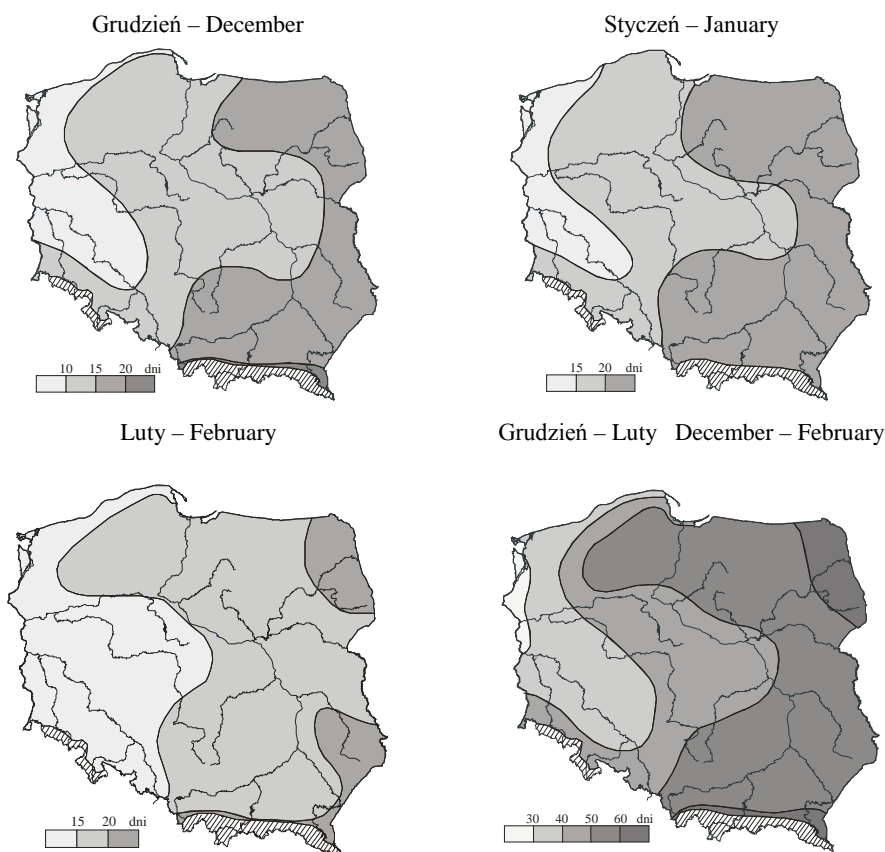 Grudzień – December
Styczeń – January
10 15 20 dni
15 20 dni
Luty – February
Grudzień – Luty December – February
15 20 dni
30 40 50 60 dni